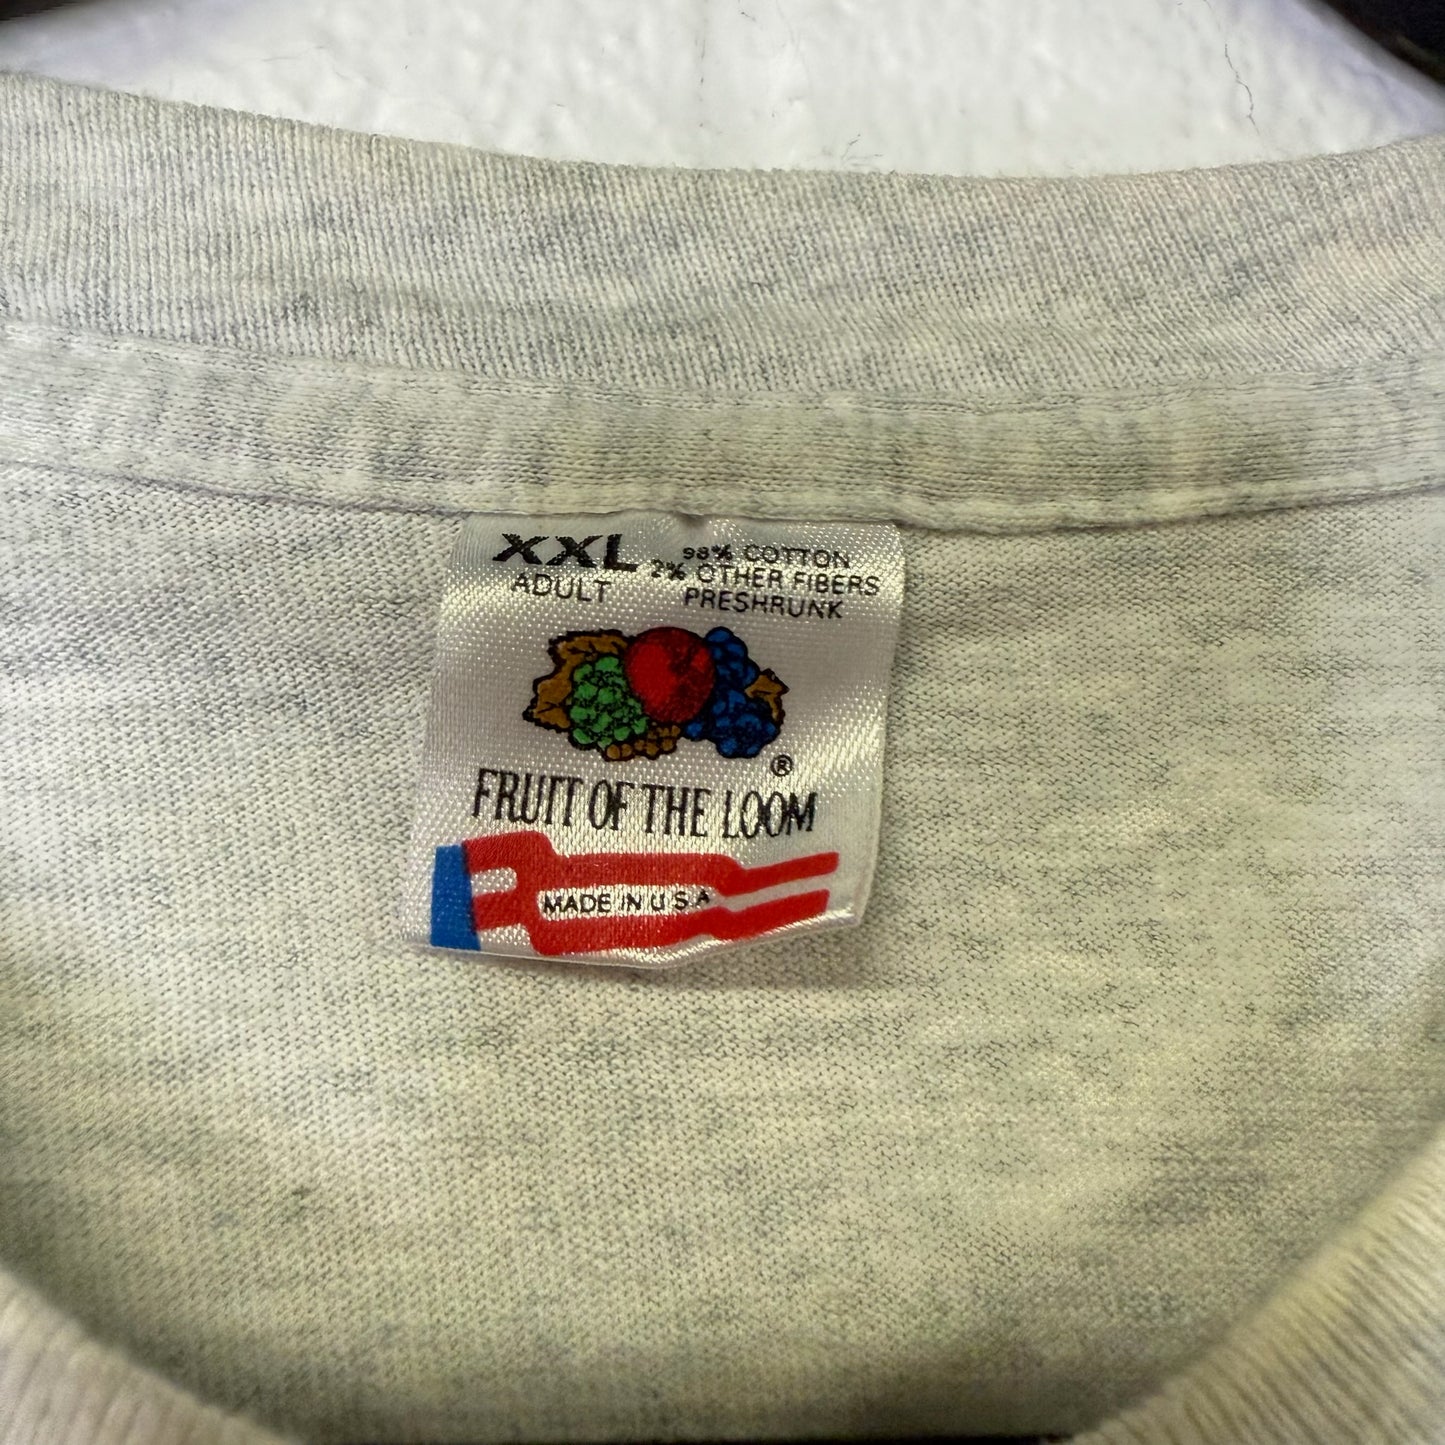 XXL
ADULT
98% COTTON
2% OTHER FIBERS
PRESHRUNK
®
FRUIT OF THE LOOM
MADE IN U S A